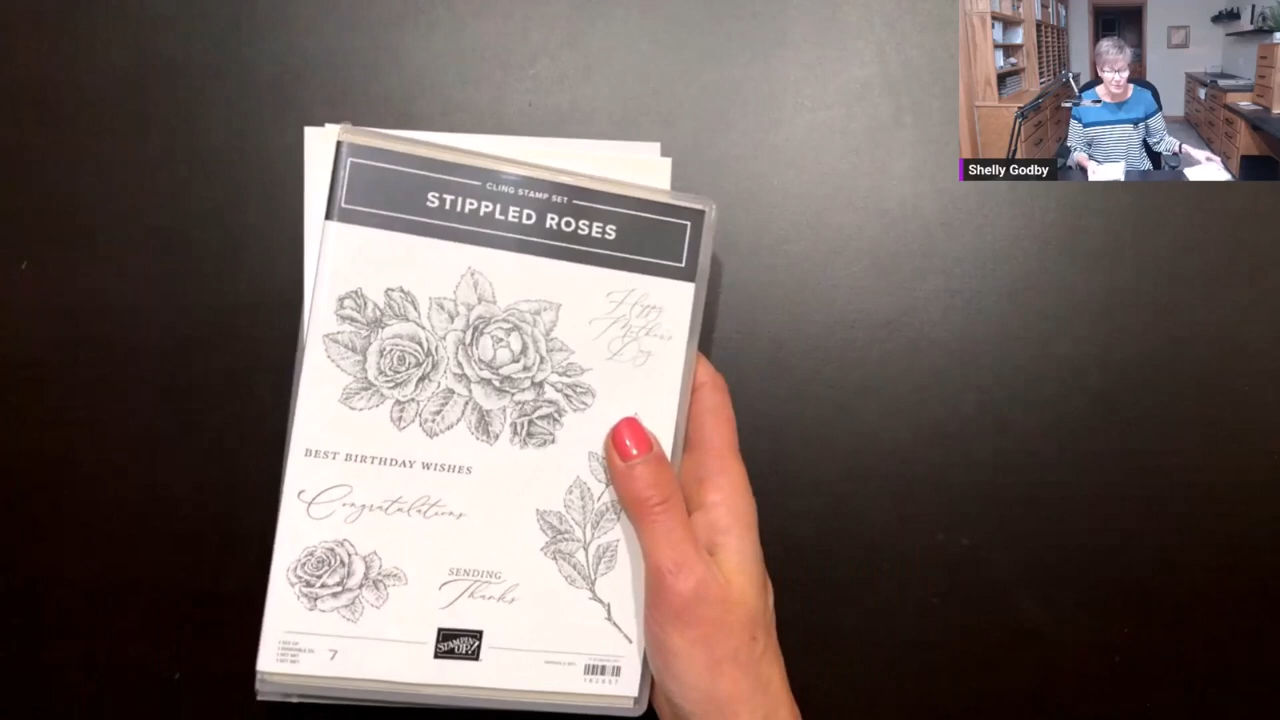 Shelly Godby
CLING STAMP SET
STIPPLED ROSES
Happy
Mother's
Day
BEST BIRTHDAY WISHES
Congratulations
SENDING
Thanks
STAMPIN' UP!
7